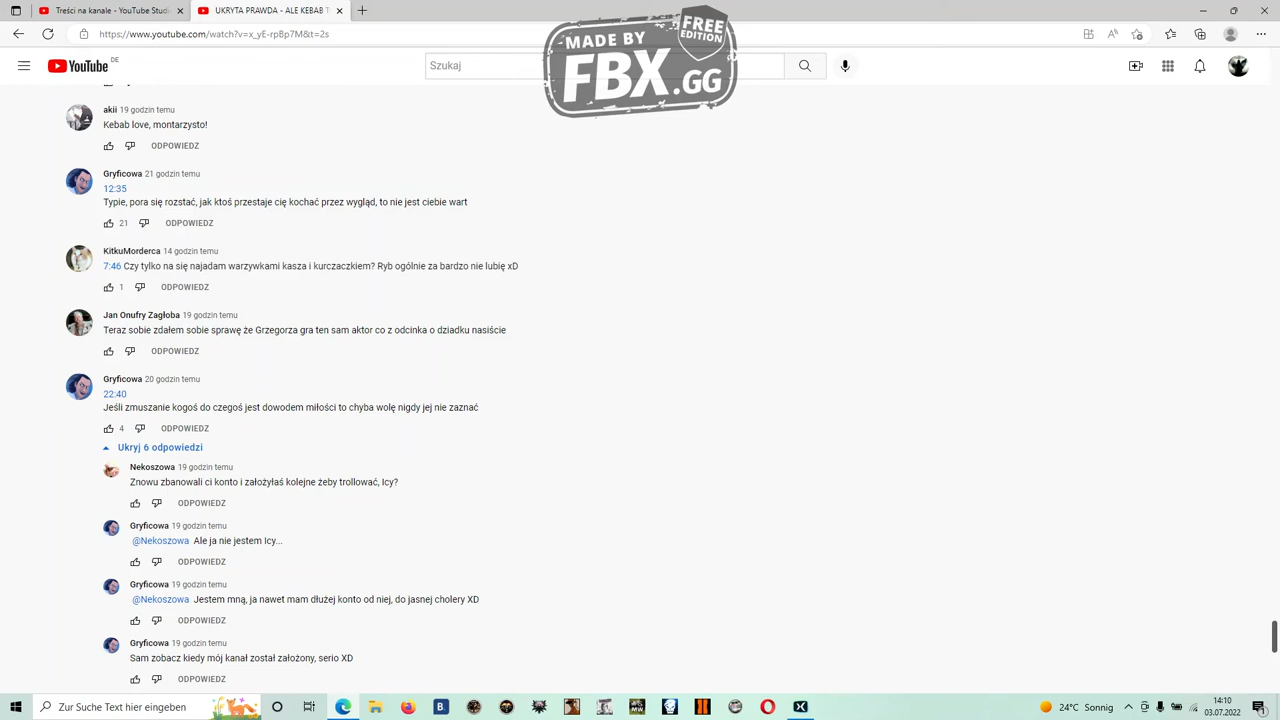 Treści na kanale - YouTube Studi
UKRYTA PRAWDA - ALE KEBAB T
https://www.youtube.com/watch?v=x_yE-rpBp7M&t=2s
YouTube
DE
Szukaj
MADE BY
FBX.GG
FREE
EDITION
akii 19 godzin temu
Kebab love, montarzysto!
ODPOWIEDZ
Gryficowa 21 godzin temu
12:35
Typie, pora się rozstać, jak ktoś przestaje cię kochać przez wygląd, to nie jest ciebie wart
21 ODPOWIEDZ
KitkuMorderca 14 godzin temu
7:46 Czy tylko na się najadam warzywkami kasza i kurczaczkiem? Ryb ogólnie za bardzo nie lubię xD
1 ODPOWIEDZ
Jan Onufry Zagłoba 19 godzin temu
Teraz sobie zdałem sobie sprawę że Grzegorza gra ten sam aktor co z odcinka o dziadku nasiście
ODPOWIEDZ
Gryficowa 20 godzin temu
22:40
Jeśli zmuszanie kogoś do czegoś jest dowodem miłości to chyba wolę nigdy jej nie zaznać
4 ODPOWIEDZ
Ukryj 6 odpowiedzi
Nekoszowa 19 godzin temu
Znowu zbanowali ci konto i założyłaś kolejne żeby trollować, Icy?
ODPOWIEDZ
Gryficowa 19 godzin temu
@Nekoszowa Ale ja nie jestem Icy...
ODPOWIEDZ
Gryficowa 19 godzin temu
@Nekoszowa Jestem mną, ja nawet mam dłużej konto od niej, do jasnej cholery XD
ODPOWIEDZ
Gryficowa 19 godzin temu
Sam zobacz kiedy mój kanał został założony, serio XD
ODPOWIEDZ
Zur Suche Text hier eingeben
24°C Sonnig
14:10
03.07.2022